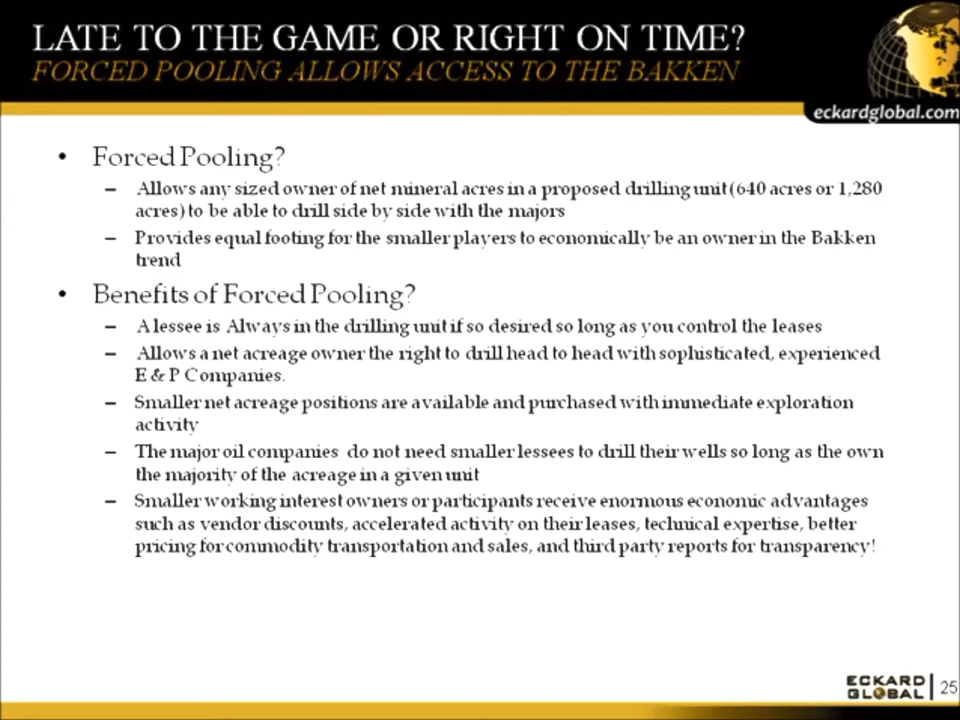 LATE TO THE GAME OR RIGHT ON TIME?
FORCED POOLING ALLOWS ACCESS TO THE BAKKEN
eckardglobal.com
• Forced Pooling?
– Allows any sized owner of net mineral acres in a proposed drilling unit (640 acres or 1,280
acres) to be able to drill side by side with the majors
– Provides equal footing for the smaller players to economically be an owner in the Bakken
trend
• Benefits of Forced Pooling?
– A lessee is Always in the drilling unit if so desired so long as you control the leases
– Allows a net acreage owner the right to drill head to head with sophisticated, experienced
E & P Companies.
– Smaller net acreage positions are available and purchased with immediate exploration
activity
– The major oil companies do not need smaller lessees to drill their wells so long as the own
the majority of the acreage in a given unit
– Smaller working interest owners or participants receive enormous economic advantages
such as vendor discounts, accelerated activity on their leases, technical expertise, better
pricing for commodity transportation and sales, and third party reports for transparency!
ECKARD
GLOBAL
25